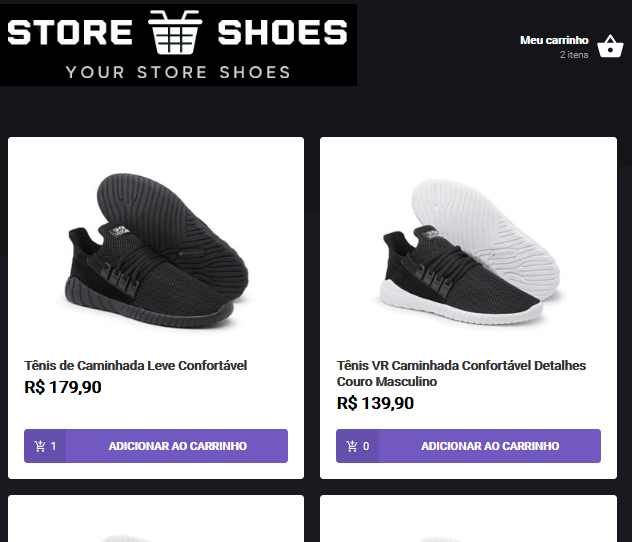 STORE SHOES
YOUR STORE SHOES
Meu carrinho
2 itens
Tênis de Caminhada Leve Confortável
R$ 179,90
1 ADICIONAR AO CARRINHO
Tênis VR Caminhada Confortável Detalhes
Couro Masculino
R$ 139,90
0 ADICIONAR AO CARRINHO